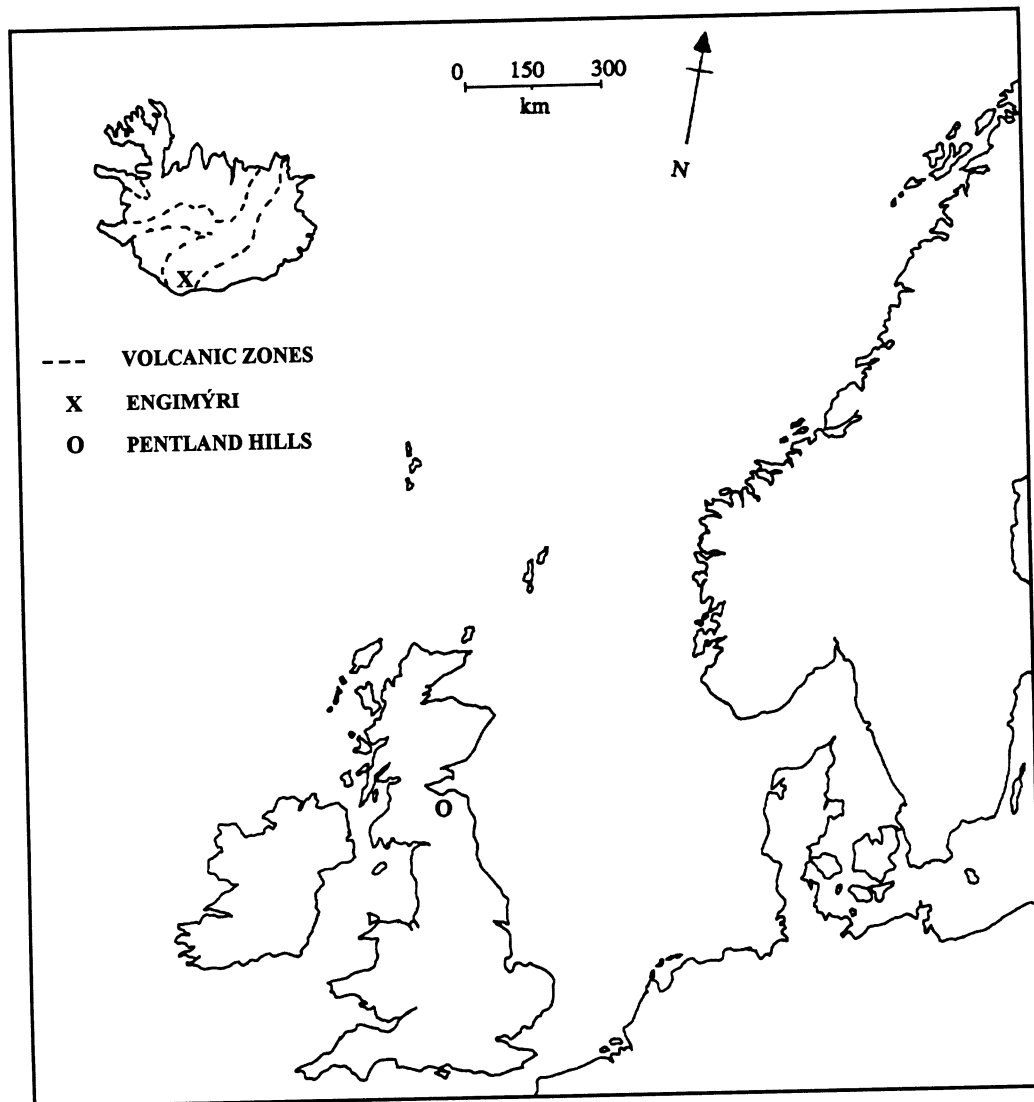 0 150 300
km
N
X
--- VOLCANIC ZONES
X ENGIMÝRI
O PENTLAND HILLS
O